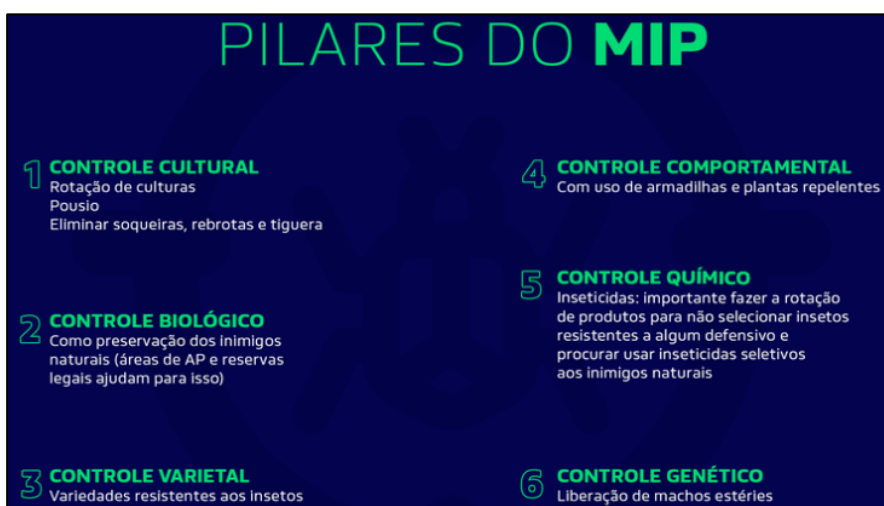 PILARES DO MIP
1 CONTROLE CULTURAL
Rotação de culturas
Pousio
Eliminar soqueiras, rebrotas e tiguera
2 CONTROLE BIOLÓGICO
Como preservação dos inimigos
naturais (áreas de AP e reservas
legais ajudam para isso)
3 CONTROLE VARIETAL
Variedades resistentes aos insetos
4 CONTROLE COMPORTAMENTAL
Com uso de armadilhas e plantas repelentes
5 CONTROLE QUÍMICO
Inseticidas: importante fazer a rotação
de produtos para não selecionar insetos
resistentes a algum defensivo e
procurar usar inseticidas seletivos
aos inimigos naturais
6 CONTROLE GENÉTICO
Liberação de machos estéries